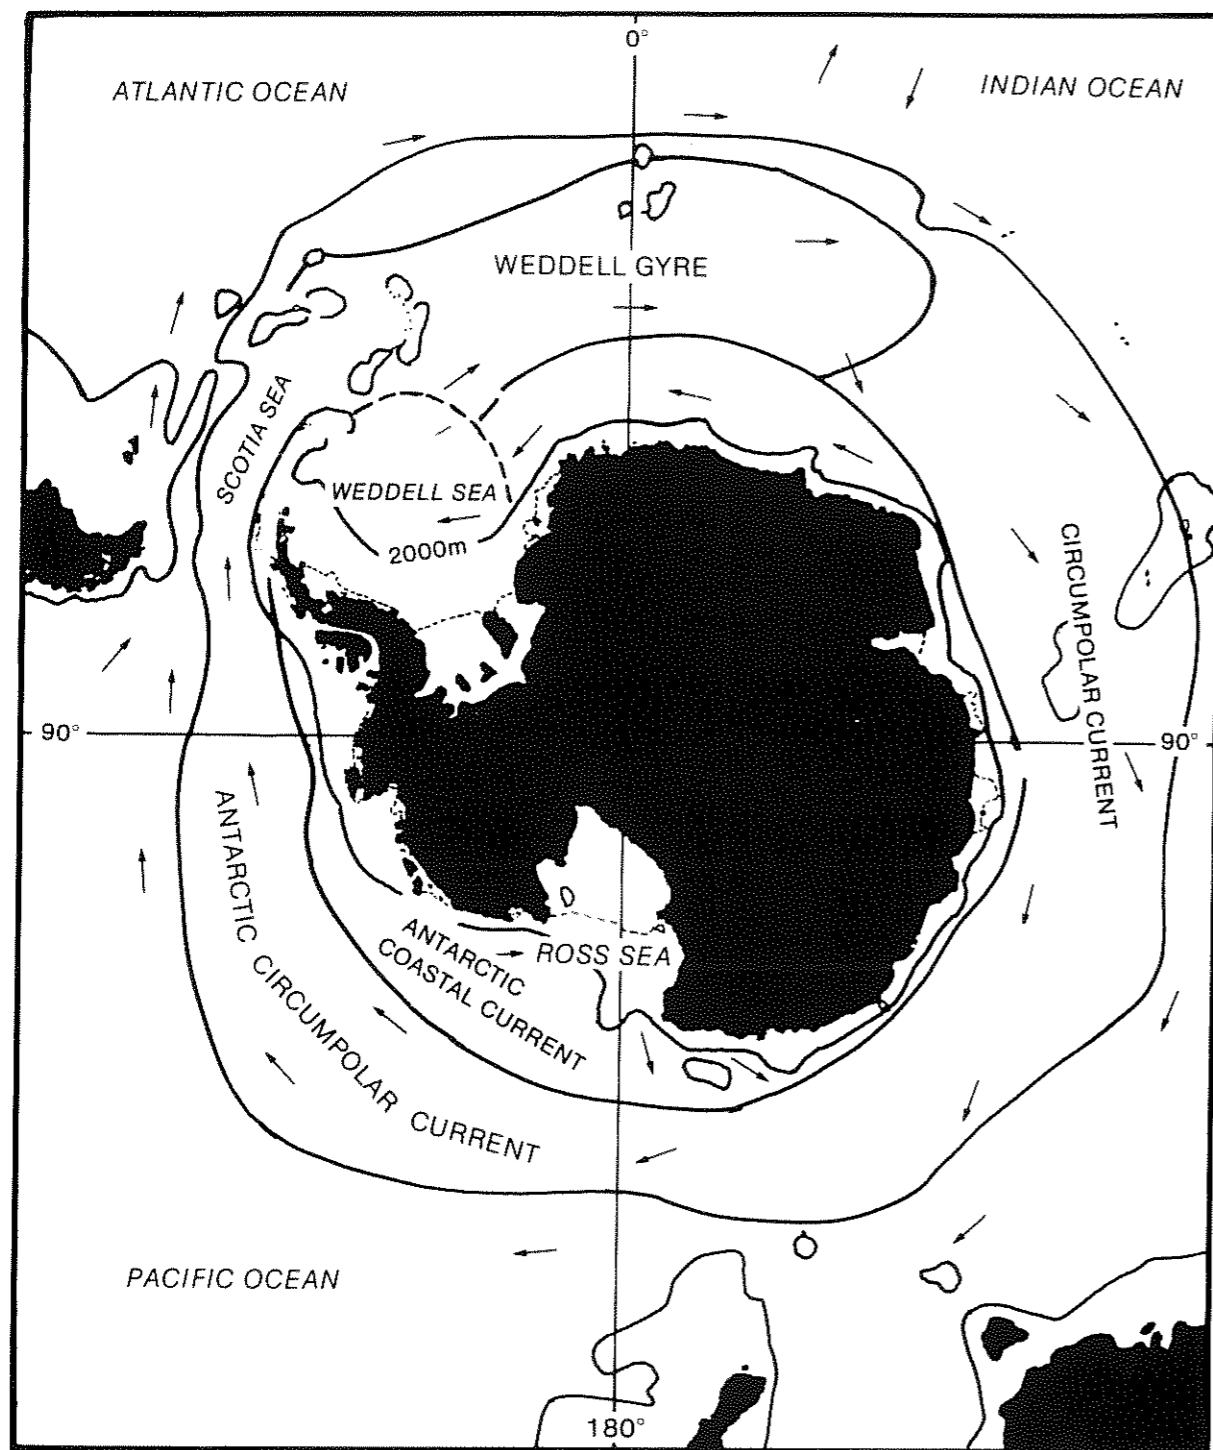 0°
ATLANTIC OCEAN
INDIAN OCEAN
WEDDELL GYRE
SCOTIA SEA
WEDDELL SEA
2000m
CIRCUMPOLAR CURRENT
90°
90°
ANTARCTIC CIRCUMPOLAR CURRENT
ANTARCTIC
COASTAL CURRENT
ROSS SEA
PACIFIC OCEAN
180°